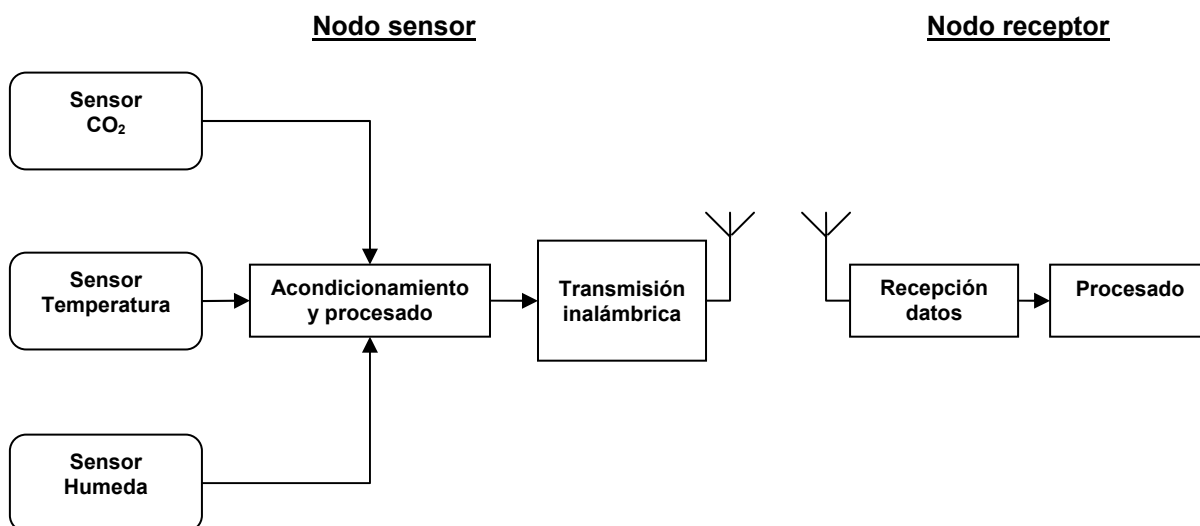 Nodo sensor
Nodo receptor
Sensor
CO₂
Sensor
Temperatura
Acondicionamiento
y procesado
Transmisión
inalámbrica
Recepción
datos
Procesado
Sensor
Humeda